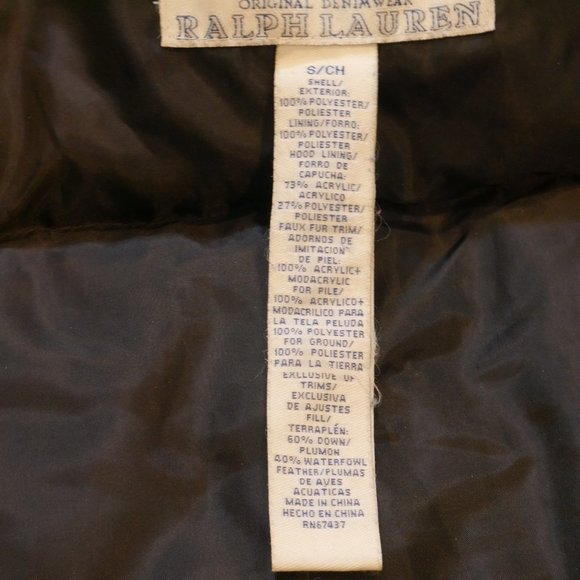 ORIGINAL DENIMWEAR
RALPH LAUREN
S/CH
SHELL/
EXTERIOR:
100% POLYESTER/
POLIESTER
LINING/FORRO:
100% POLYESTER/
POLIESTER
HOOD LINING/
FORRO DE
CAPUCHA:
73% ACRYLIC/
ACRYLICO
27% POLYESTER/
POLIESTER
FAUX FUR TRIM/
ADORNOS DE
IMITACION
DE PIEL:
100% ACRYLIC+
MODACRYLIC
FOR PILE/
100% ACRYLICO+
MODACRILICO PARA
LA TELA PELUDA
100% POLYESTER
FOR GROUND/
100% POLIESTER
PARA LA TIERRA
EXCLUSIVE OF
TRIMS/
EXCLUSIVA
DE AJUSTES
FILL/
TERRAPLÉN:
60% DOWN/
PLUMON
40% WATERFOWL
FEATHER/PLUMAS
DE AVES
ACUATICAS
MADE IN CHINA
HECHO EN CHINA
RN67437